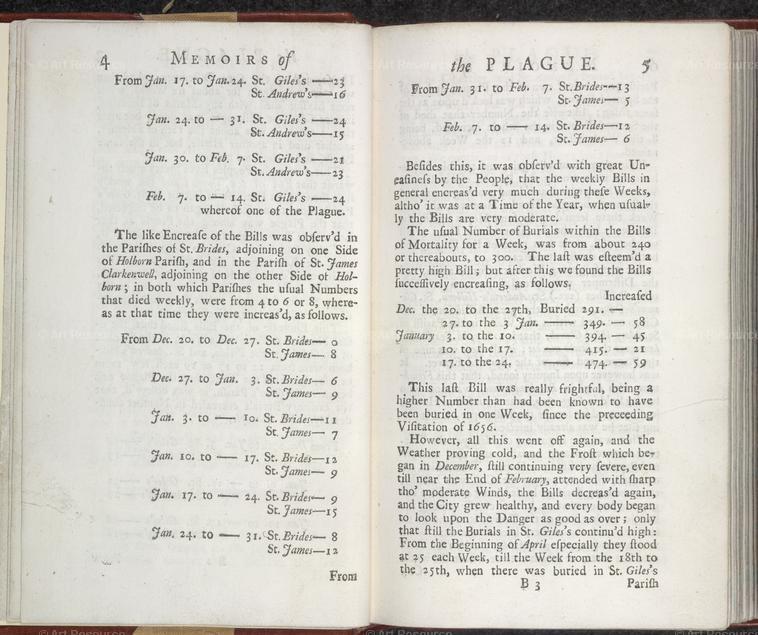 4 MEMOIRS of
From Jan. 17. to Jan. 24. St. Giles's —— 23
St. Andrew's —— 16
Jan. 24. to — 31. St. Giles's —— 24
St. Andrew's —— 15
Jan. 30. to Feb. 7. St. Giles's —— 21
St. Andrew's —— 23
Feb. 7. to — 14. St. Giles's —— 24
whereof one of the Plague.
The like Encreaſe of the Bills was obſerv'd in
the Pariſhes of St. Brides, adjoining on one Side
of Holborn Pariſh, and in the Pariſh of St. James
Clarkenwell, adjoining on the other Side of Hol-
born; in both which Pariſhes the uſual Numbers
that died weekly, were from 4 to 6 or 8, where-
as at that time they were increas'd, as follows.
From Dec. 20. to Dec. 27. St. Brides— 0
St. James— 8
Dec. 27. to Jan. 3. St. Brides— 6
St. James— 9
Jan. 3. to — 10. St. Brides—11
St. James— 7
Jan. 10. to — 17. St. Brides—12
St. James— 9
Jan. 17. to — 24. St. Brides— 9
St. James—15
Jan. 24. to — 31. St. Brides— 8
St. James—12
From
the PLAGUE. 5
From Jan. 31. to Feb. 7. St. Brides—13
St. James— 5
Feb. 7. to — 14. St. Brides—12
St. James— 6
Beſides this, it was obſerv'd with great Un-
eaſineſs by the People, that the weekly Bills in
general encreas'd very much during theſe Weeks,
altho' it was at a Time of the Year, when uſual-
ly the Bills are very moderate.
The uſual Number of Burials within the Bills
of Mortality for a Week, was from about 240
or thereabouts, to 300. The laſt was eſteem'd a
pretty high Bill; but after this we found the Bills
ſucceſſively encreaſing, as follows.
Increaſed
Dec. the 20. to the 27th, Buried 291. —
27. to the 3 Jan. —— 349. — 58
January 3. to the 10. —— 394. — 45
10. to the 17. —— 415. — 21
17. to the 24. —— 474. — 59
This laſt Bill was really frightful, being a
higher Number than had been known to have
been buried in one Week, ſince the preceeding
Viſitation of 1656.
However, all this went off again, and the
Weather proving cold, and the Froſt which be-
gan in December, ſtill continuing very ſevere, even
till near the End of February, attended with ſharp
tho' moderate Winds, the Bills decreas'd again,
and the City grew healthy, and every body began
to look upon the Danger as good as over; only
that ſtill the Burials in St. Giles's continu'd high:
From the Beginning of April eſpecially they ſtood
at 25 each Week, till the Week from the 18th to
the 25th, when there was buried in St. Giles's
B 3 Pariſh